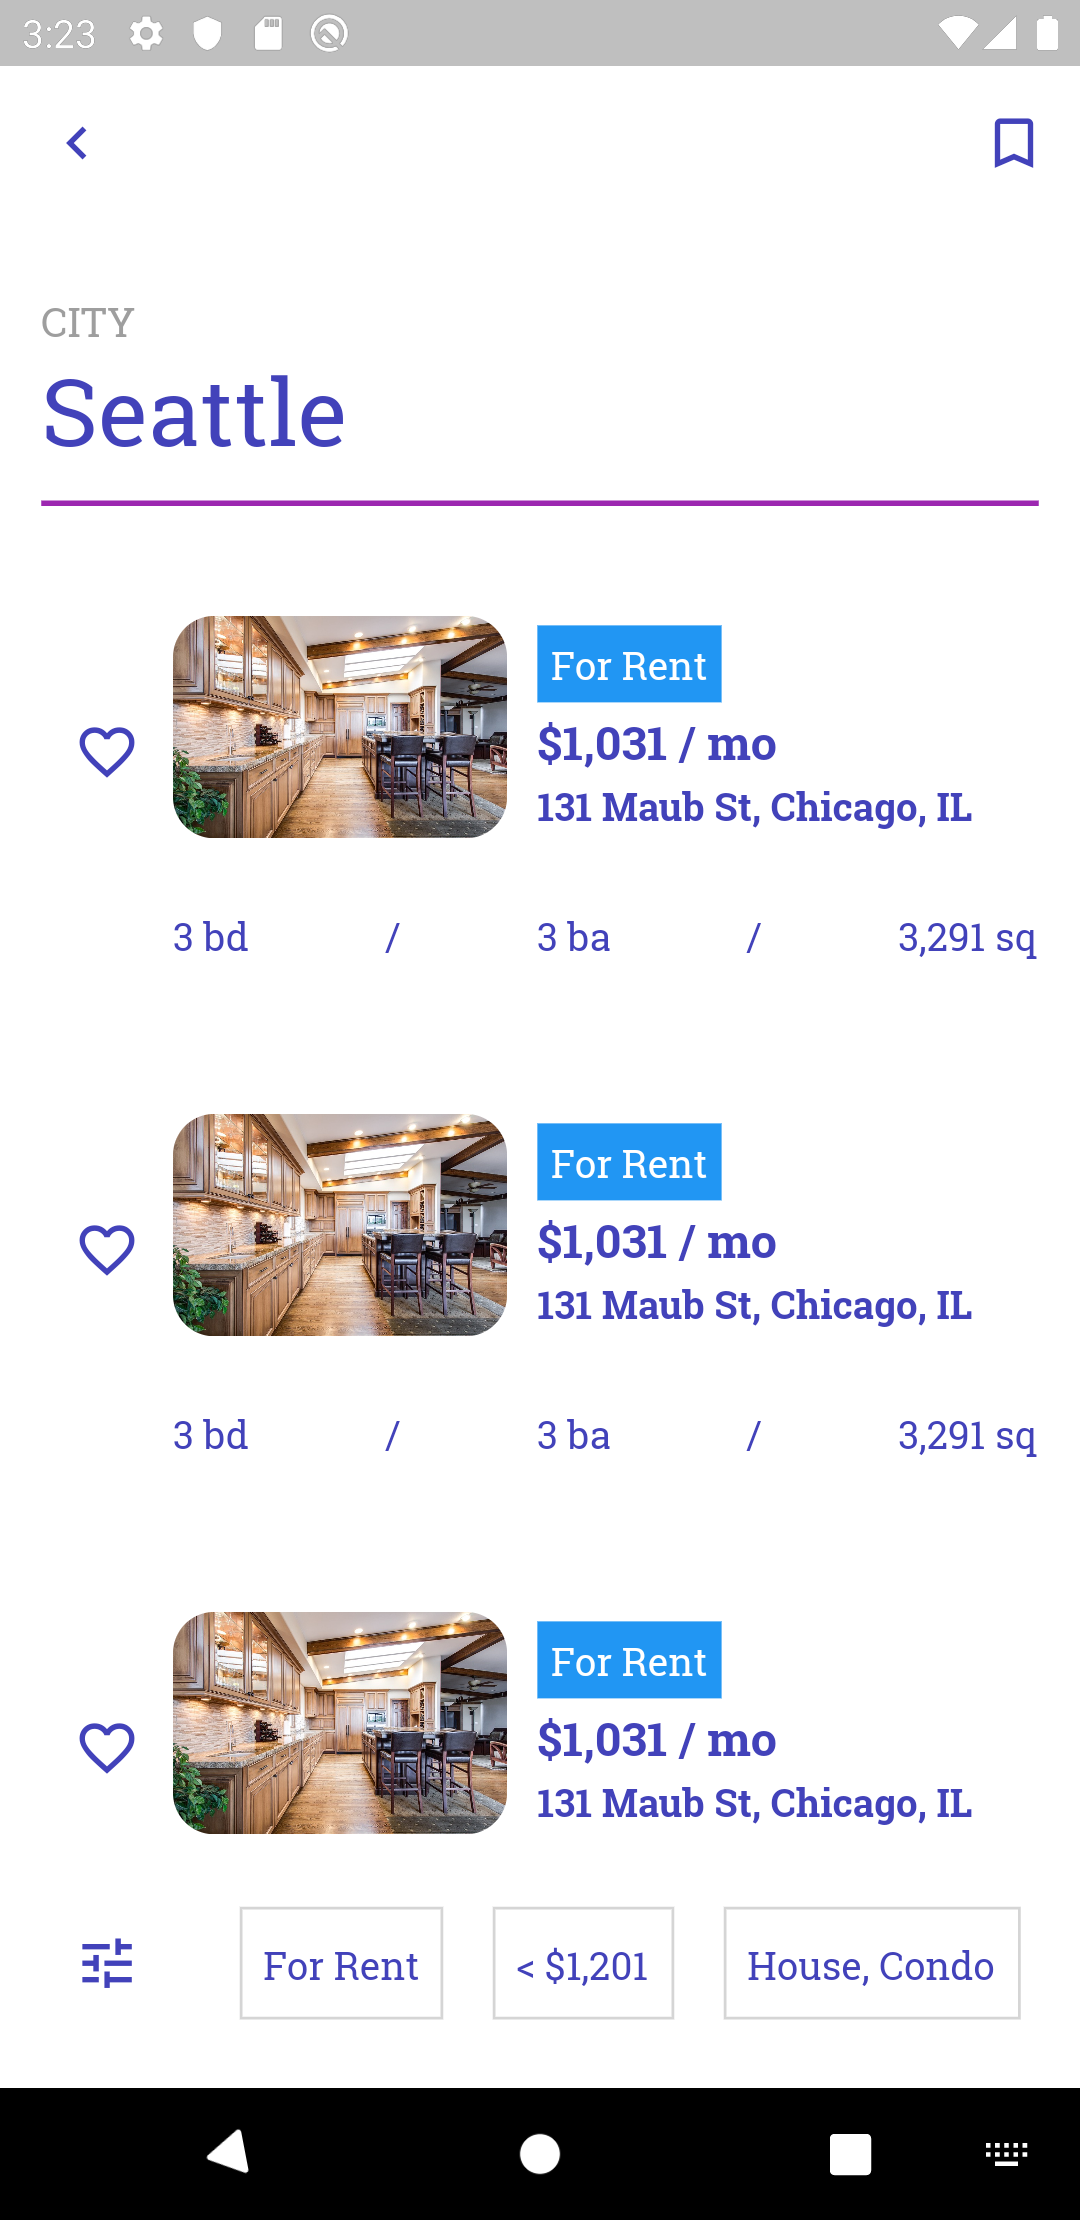 3:23
CITY
Seattle
For Rent
$1,031 / mo
131 Maub St, Chicago, IL
3 bd / 3 ba / 3,291 sq
For Rent
$1,031 / mo
131 Maub St, Chicago, IL
3 bd / 3 ba / 3,291 sq
For Rent
$1,031 / mo
131 Maub St, Chicago, IL
For Rent < $1,201 House, Condo